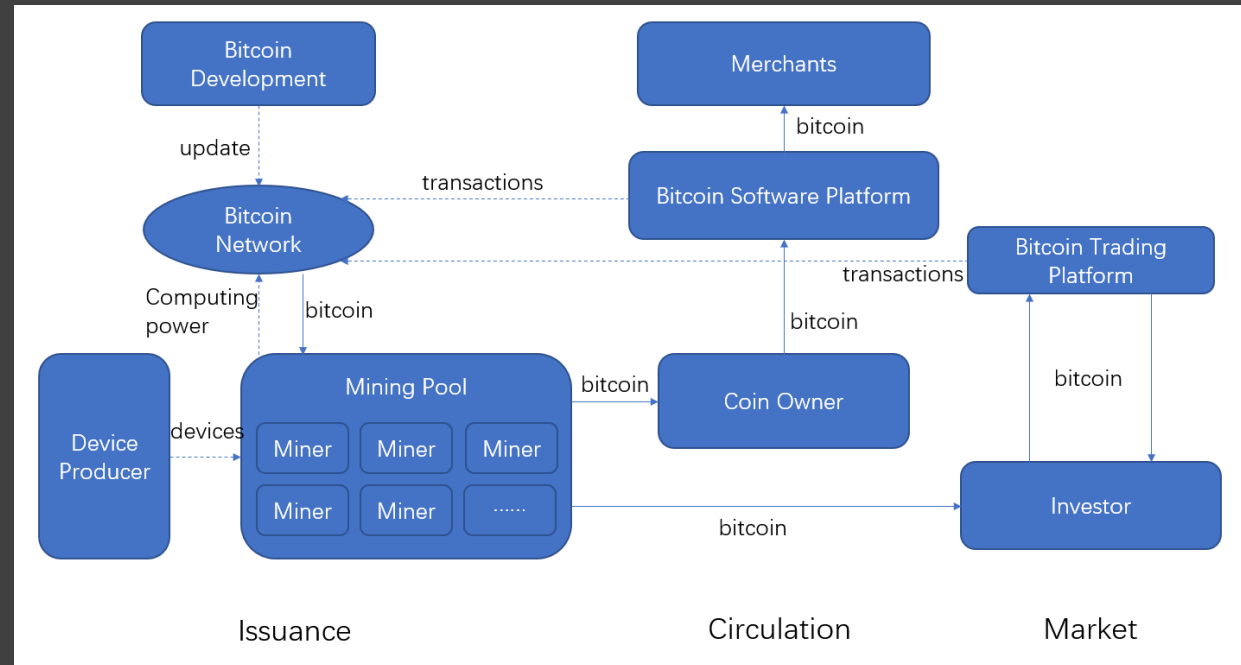 Bitcoin
Development
Merchants
bitcoin
update
transactions
Bitcoin Software Platform
Bitcoin
Network
Bitcoin Trading
Platform
transactions
Computing
power
bitcoin
bitcoin
Mining Pool
bitcoin
Coin Owner
bitcoin
Device
Producer
devices
Miner
Miner
Miner
Miner
Miner
......
bitcoin
Investor
Issuance
Circulation
Market